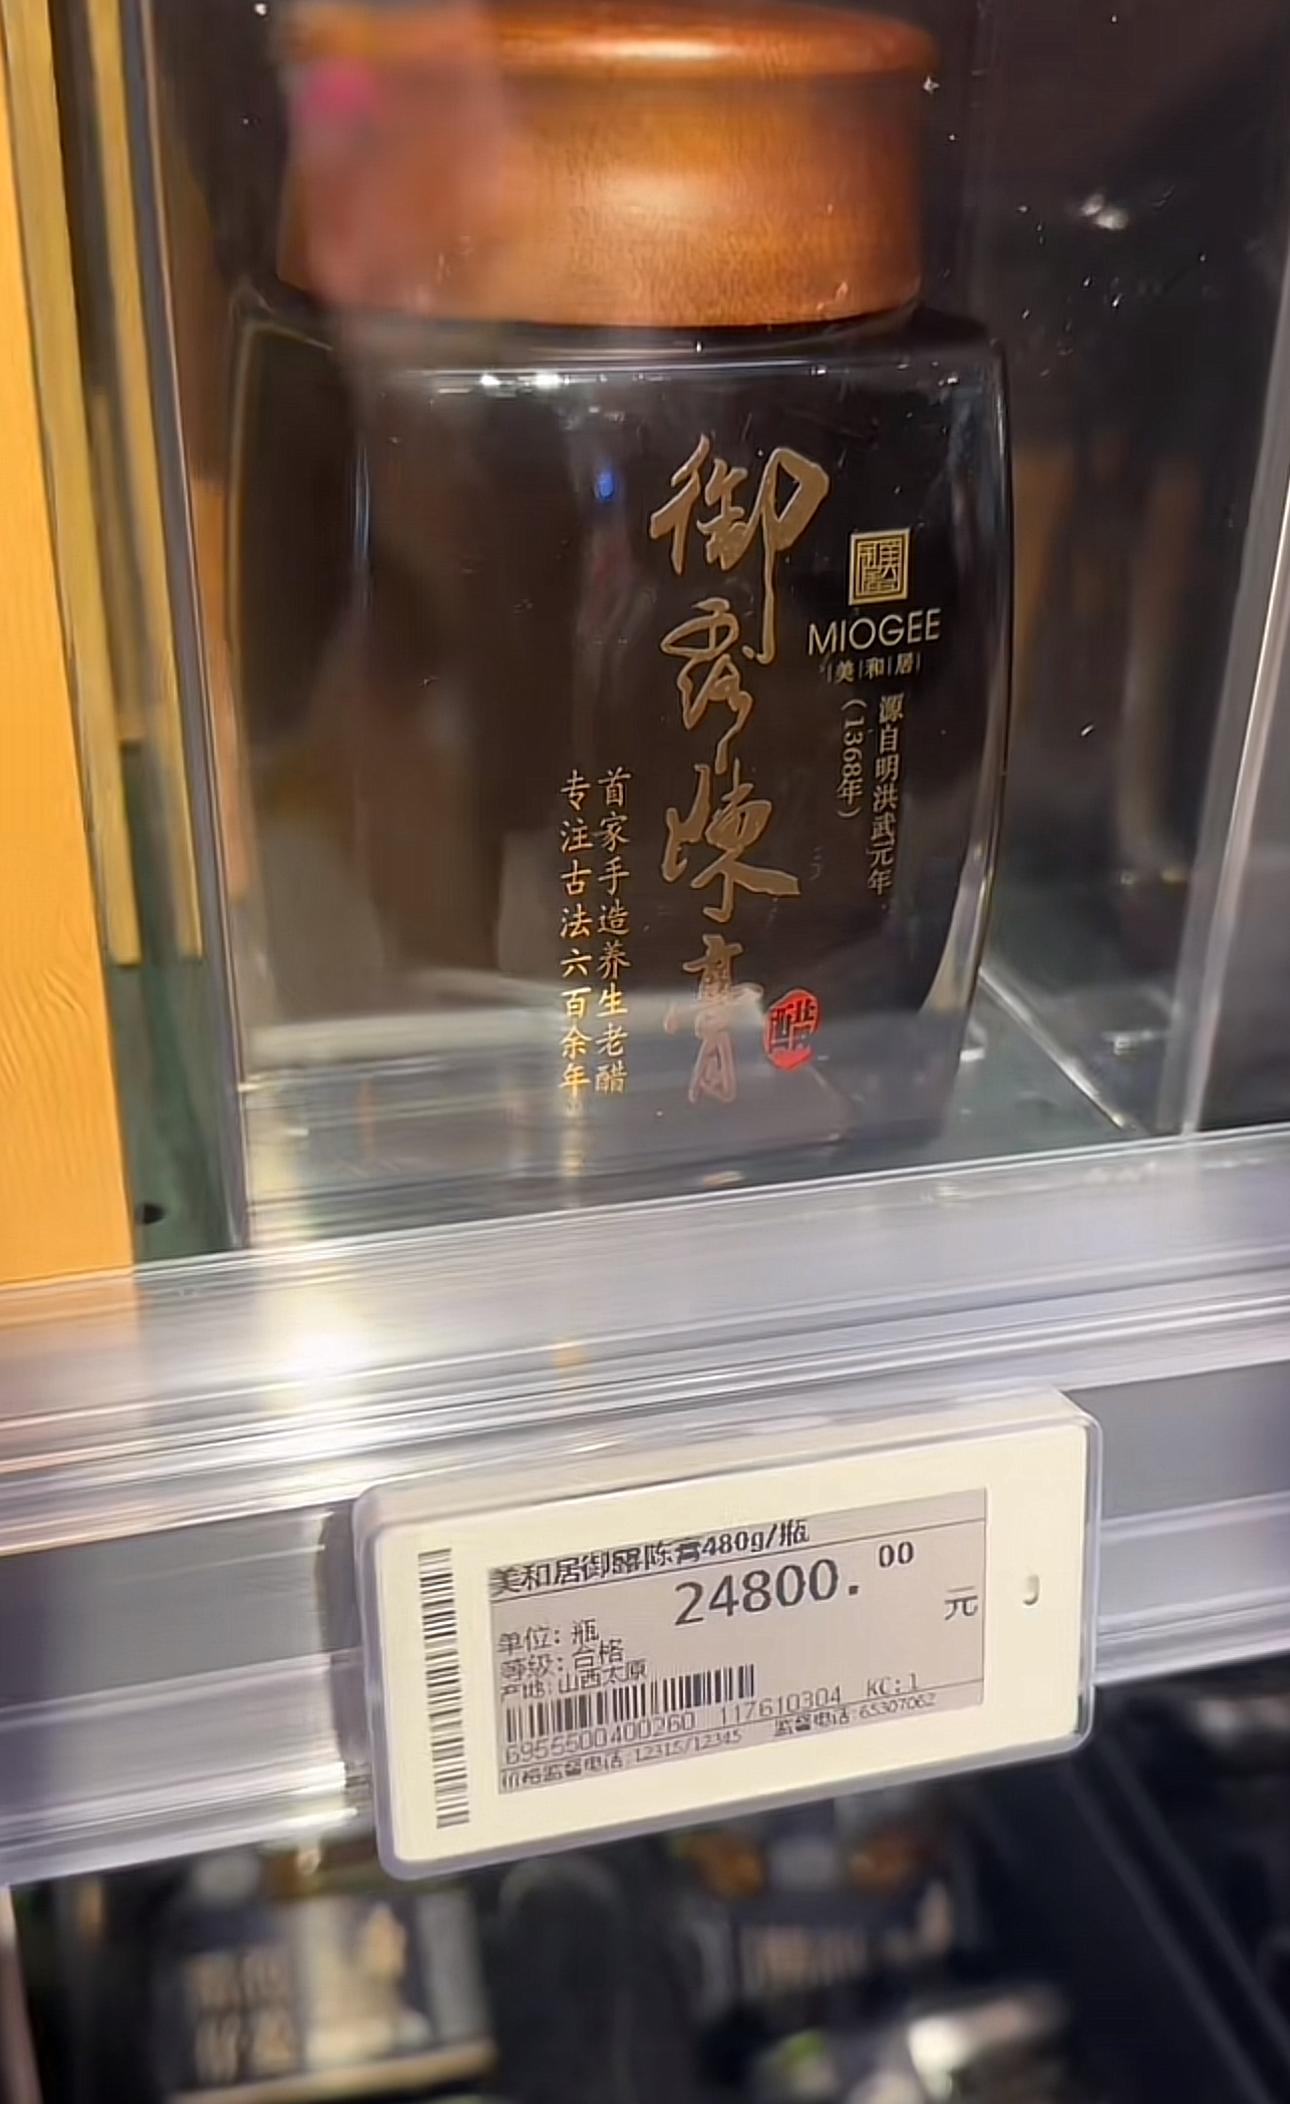 御露陈膏
醋
MIOGEE
美和居
源自明洪武元年
(1368年)
首家手造养生老醋
专注古法六百余年
美和居御露陈膏480g/瓶
24800.00
元
单位:瓶
等级:合格
产地:山西太原
6955500400260 117610304 KC:1
价格监督电话:12315/12345 监督电话:65307062